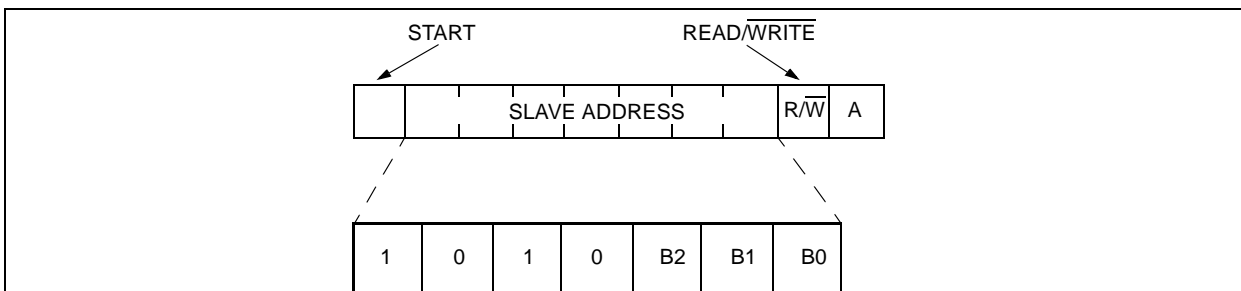 START READ/WRITE
SLAVE ADDRESS R/W A
1 0 1 0 B2 B1 B0